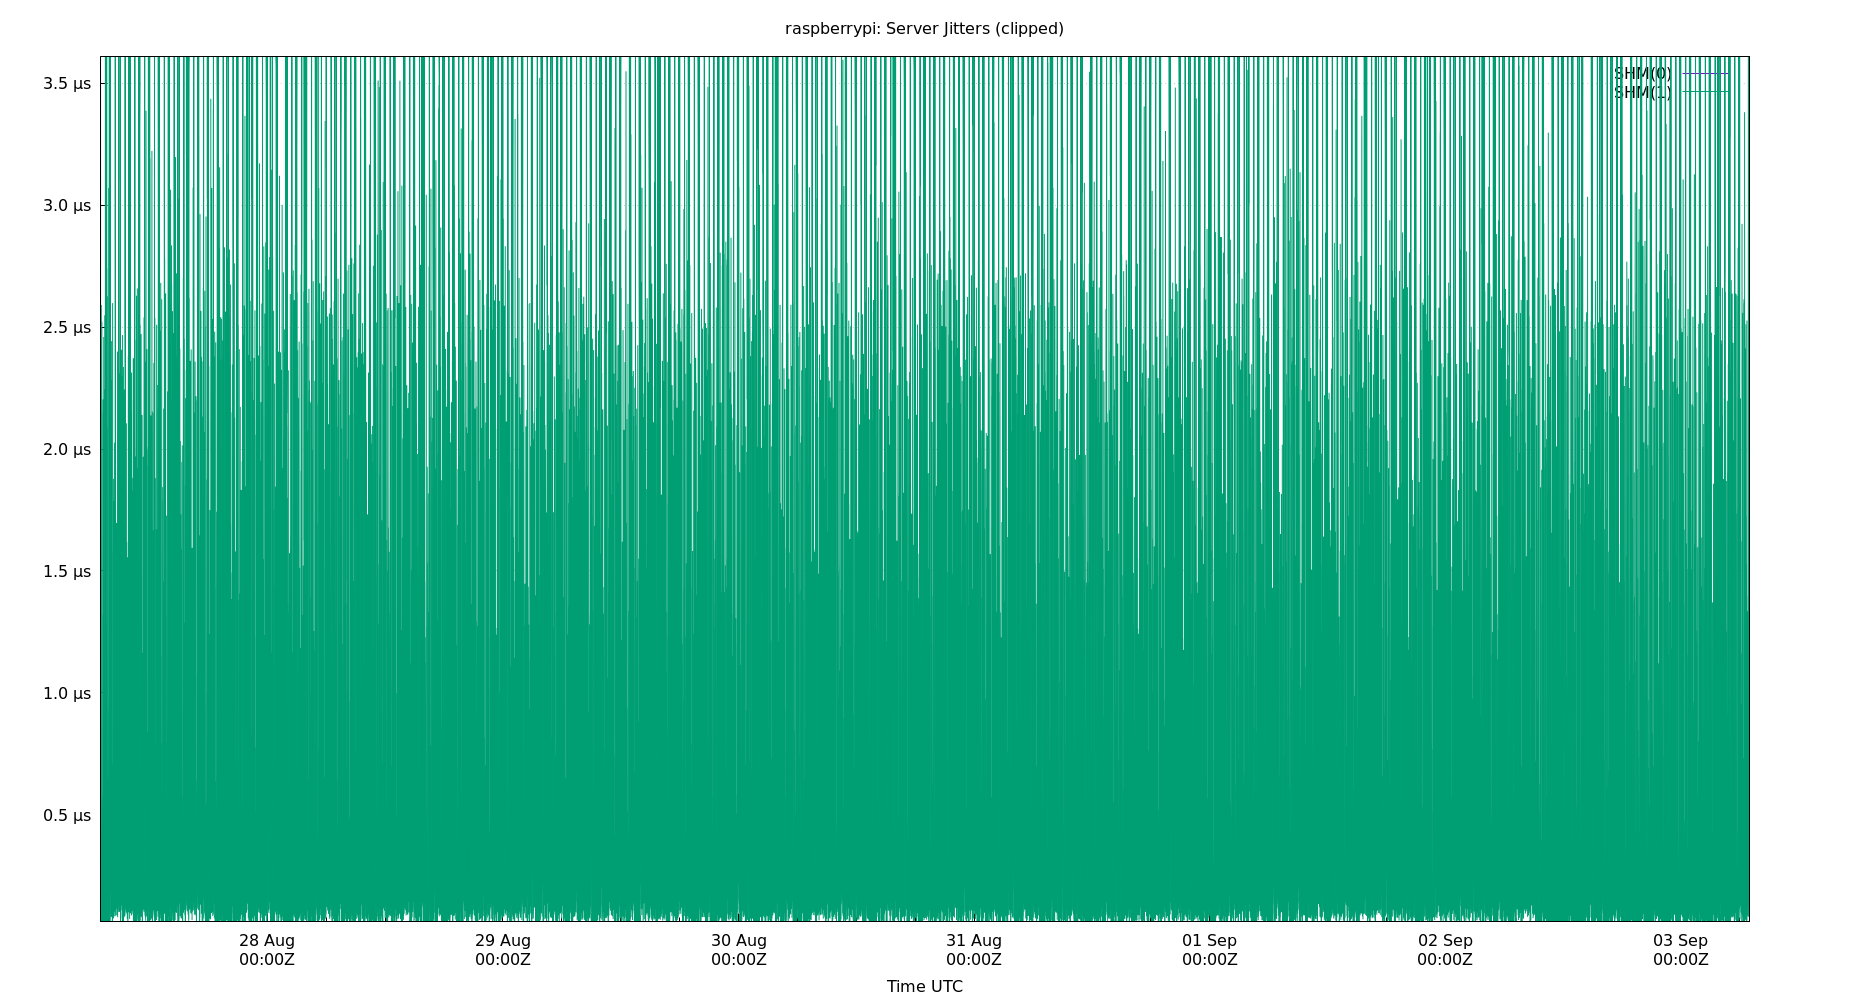 raspberrypi: Server Jitters (clipped)
SHM(0)
SHM(1)
3.5 µs
3.0 µs
2.5 µs
2.0 µs
1.5 µs
1.0 µs
0.5 µs
28 Aug
00:00Z
29 Aug
00:00Z
30 Aug
00:00Z
31 Aug
00:00Z
01 Sep
00:00Z
02 Sep
00:00Z
03 Sep
00:00Z
Time UTC